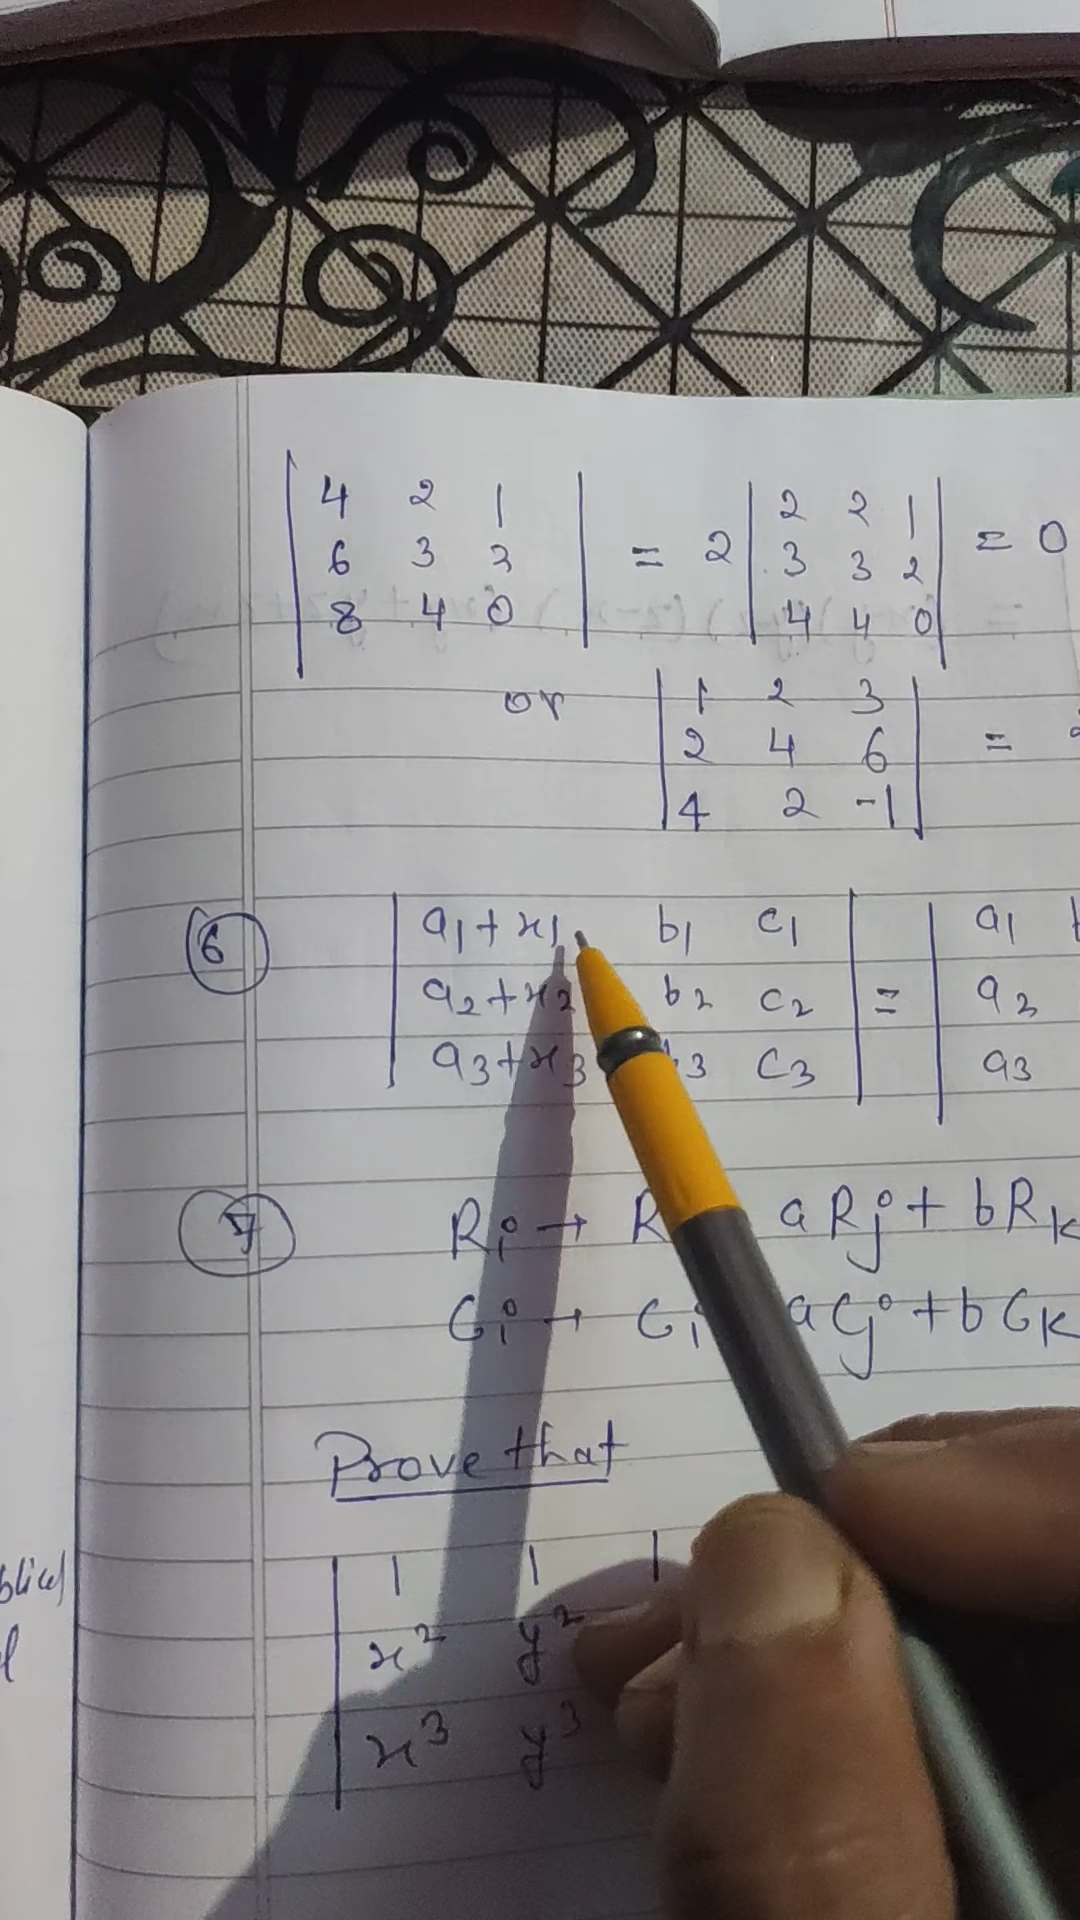 | 4 2 1 | = 2 | 2 2 1 | = 0
| 6 3 2 | | 3 3 2 |
| 8 4 0 | | 4 4 0 |
or | 1 2 3 | =
| 2 4 6 |
| 4 2 -1 |
(6) | a₁+x₁ b₁ c₁ | = | a₁
| a₂+x₂ b₂ c₂ | | a₂
| a₃+x₃ 3 c₃ | | a₃
(7) Ri → R aRj + bRk
Ci → Ci aCj + bCk
Prove that
| 1 1 1
| x² y²
| x³ y³